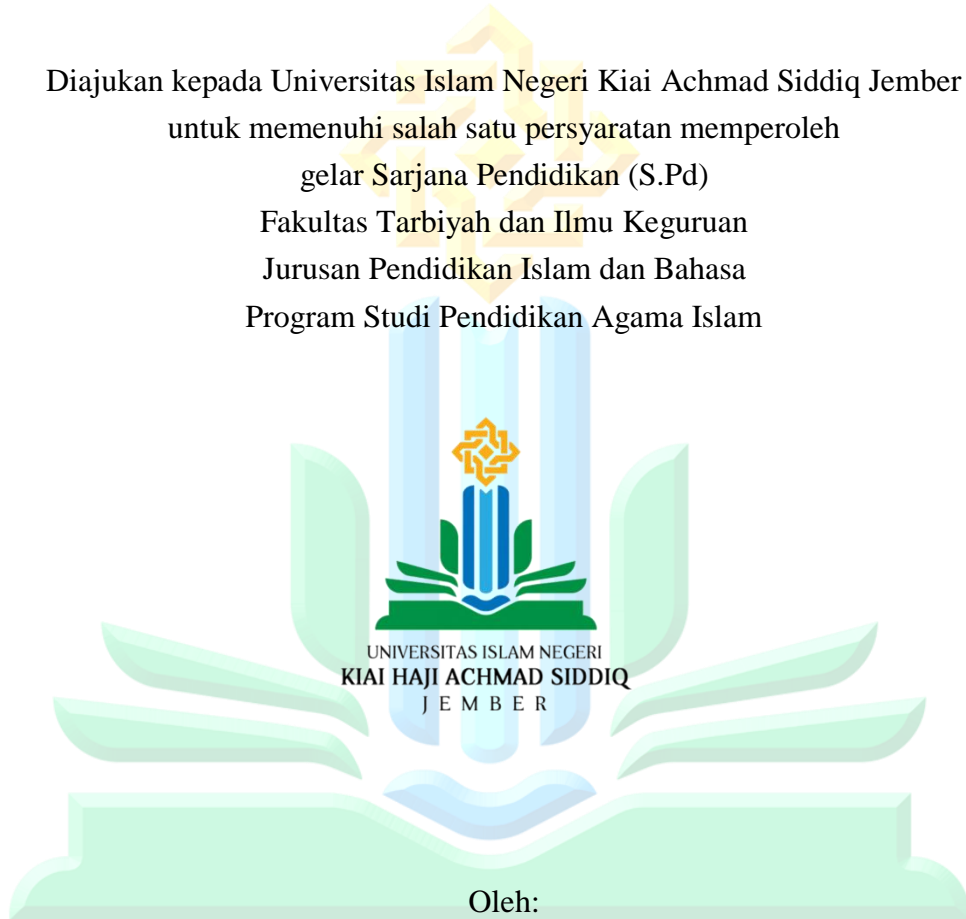 Diajukan kepada Universitas Islam Negeri Kiai Achmad Siddiq Jember
untuk memenuhi salah satu persyaratan memperoleh
gelar Sarjana Pendidikan (S.Pd)
Fakultas Tarbiyah dan Ilmu Keguruan
Jurusan Pendidikan Islam dan Bahasa
Program Studi Pendidikan Agama Islam
UNIVERSITAS ISLAM NEGERI
KIAI HAJI ACHMAD SIDDIQ
JEMBER
Oleh: